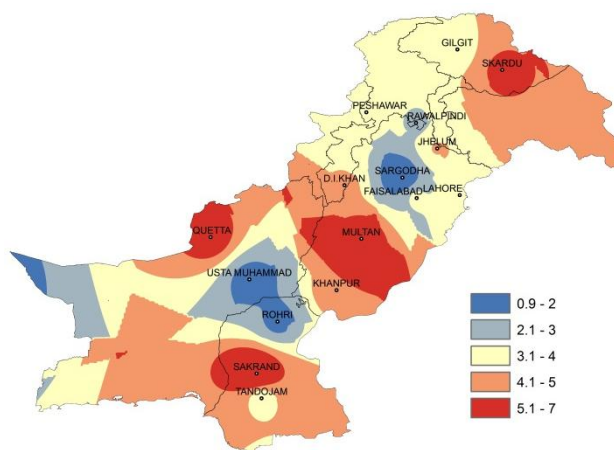 GILGIT
SKARDU
PESHAWAR
RAWALPINDI
JHELUM
SARGODHA
D.I.KHAN
FAISALABAD
LAHORE
QUETTA
MULTAN
USTA MUHAMMAD
KHANPUR
ROHRI
SAKRAND
TANDOJAM
0.9 - 2
2.1 - 3
3.1 - 4
4.1 - 5
5.1 - 7